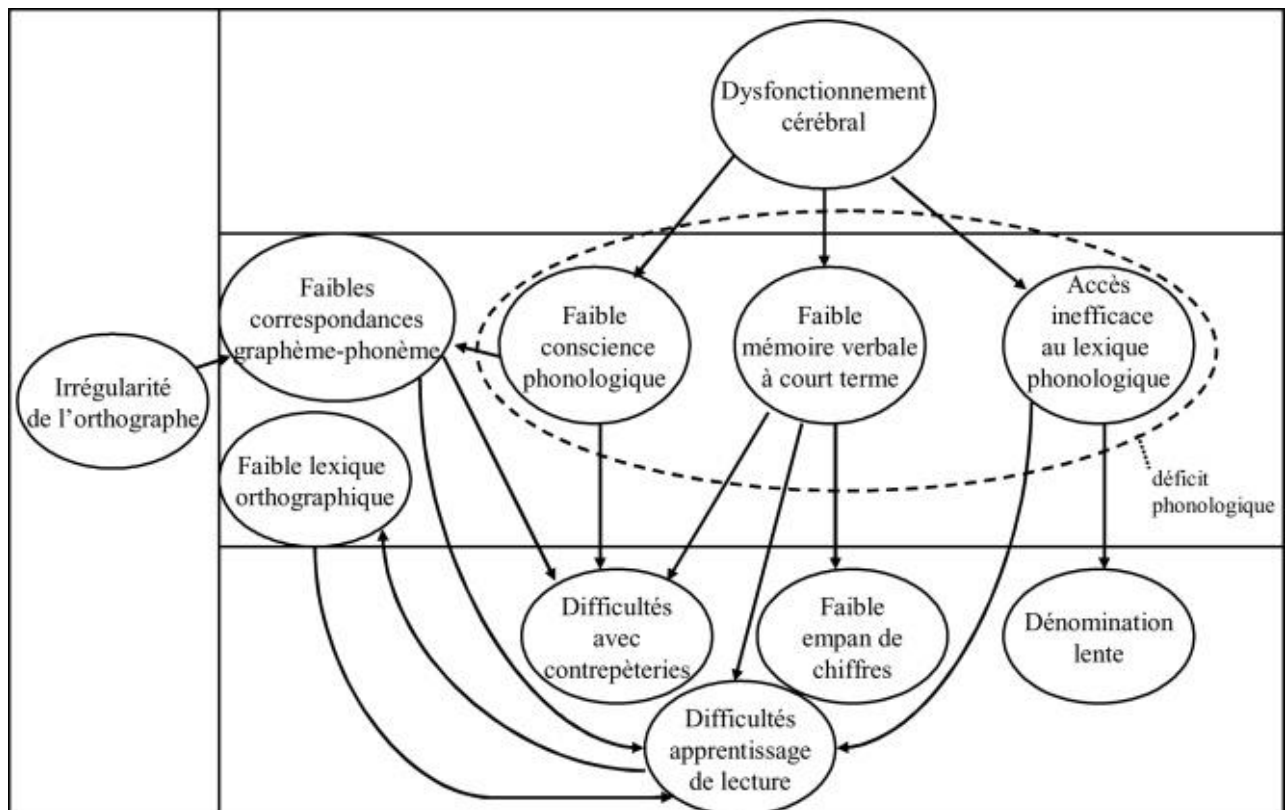 Dysfonctionnement
cérébral
Faibles
correspondances
graphème-phonème
Faible
conscience
phonologique
Faible
mémoire verbale
à court terme
Accès
inefficace
au lexique
phonologique
Irrégularité
de l’orthographe
Faible lexique
orthographique
déficit
phonologique
Difficultés
avec
contrepèteries
Faible
empan de
chiffres
Dénomination
lente
Difficultés
apprentissage
de lecture